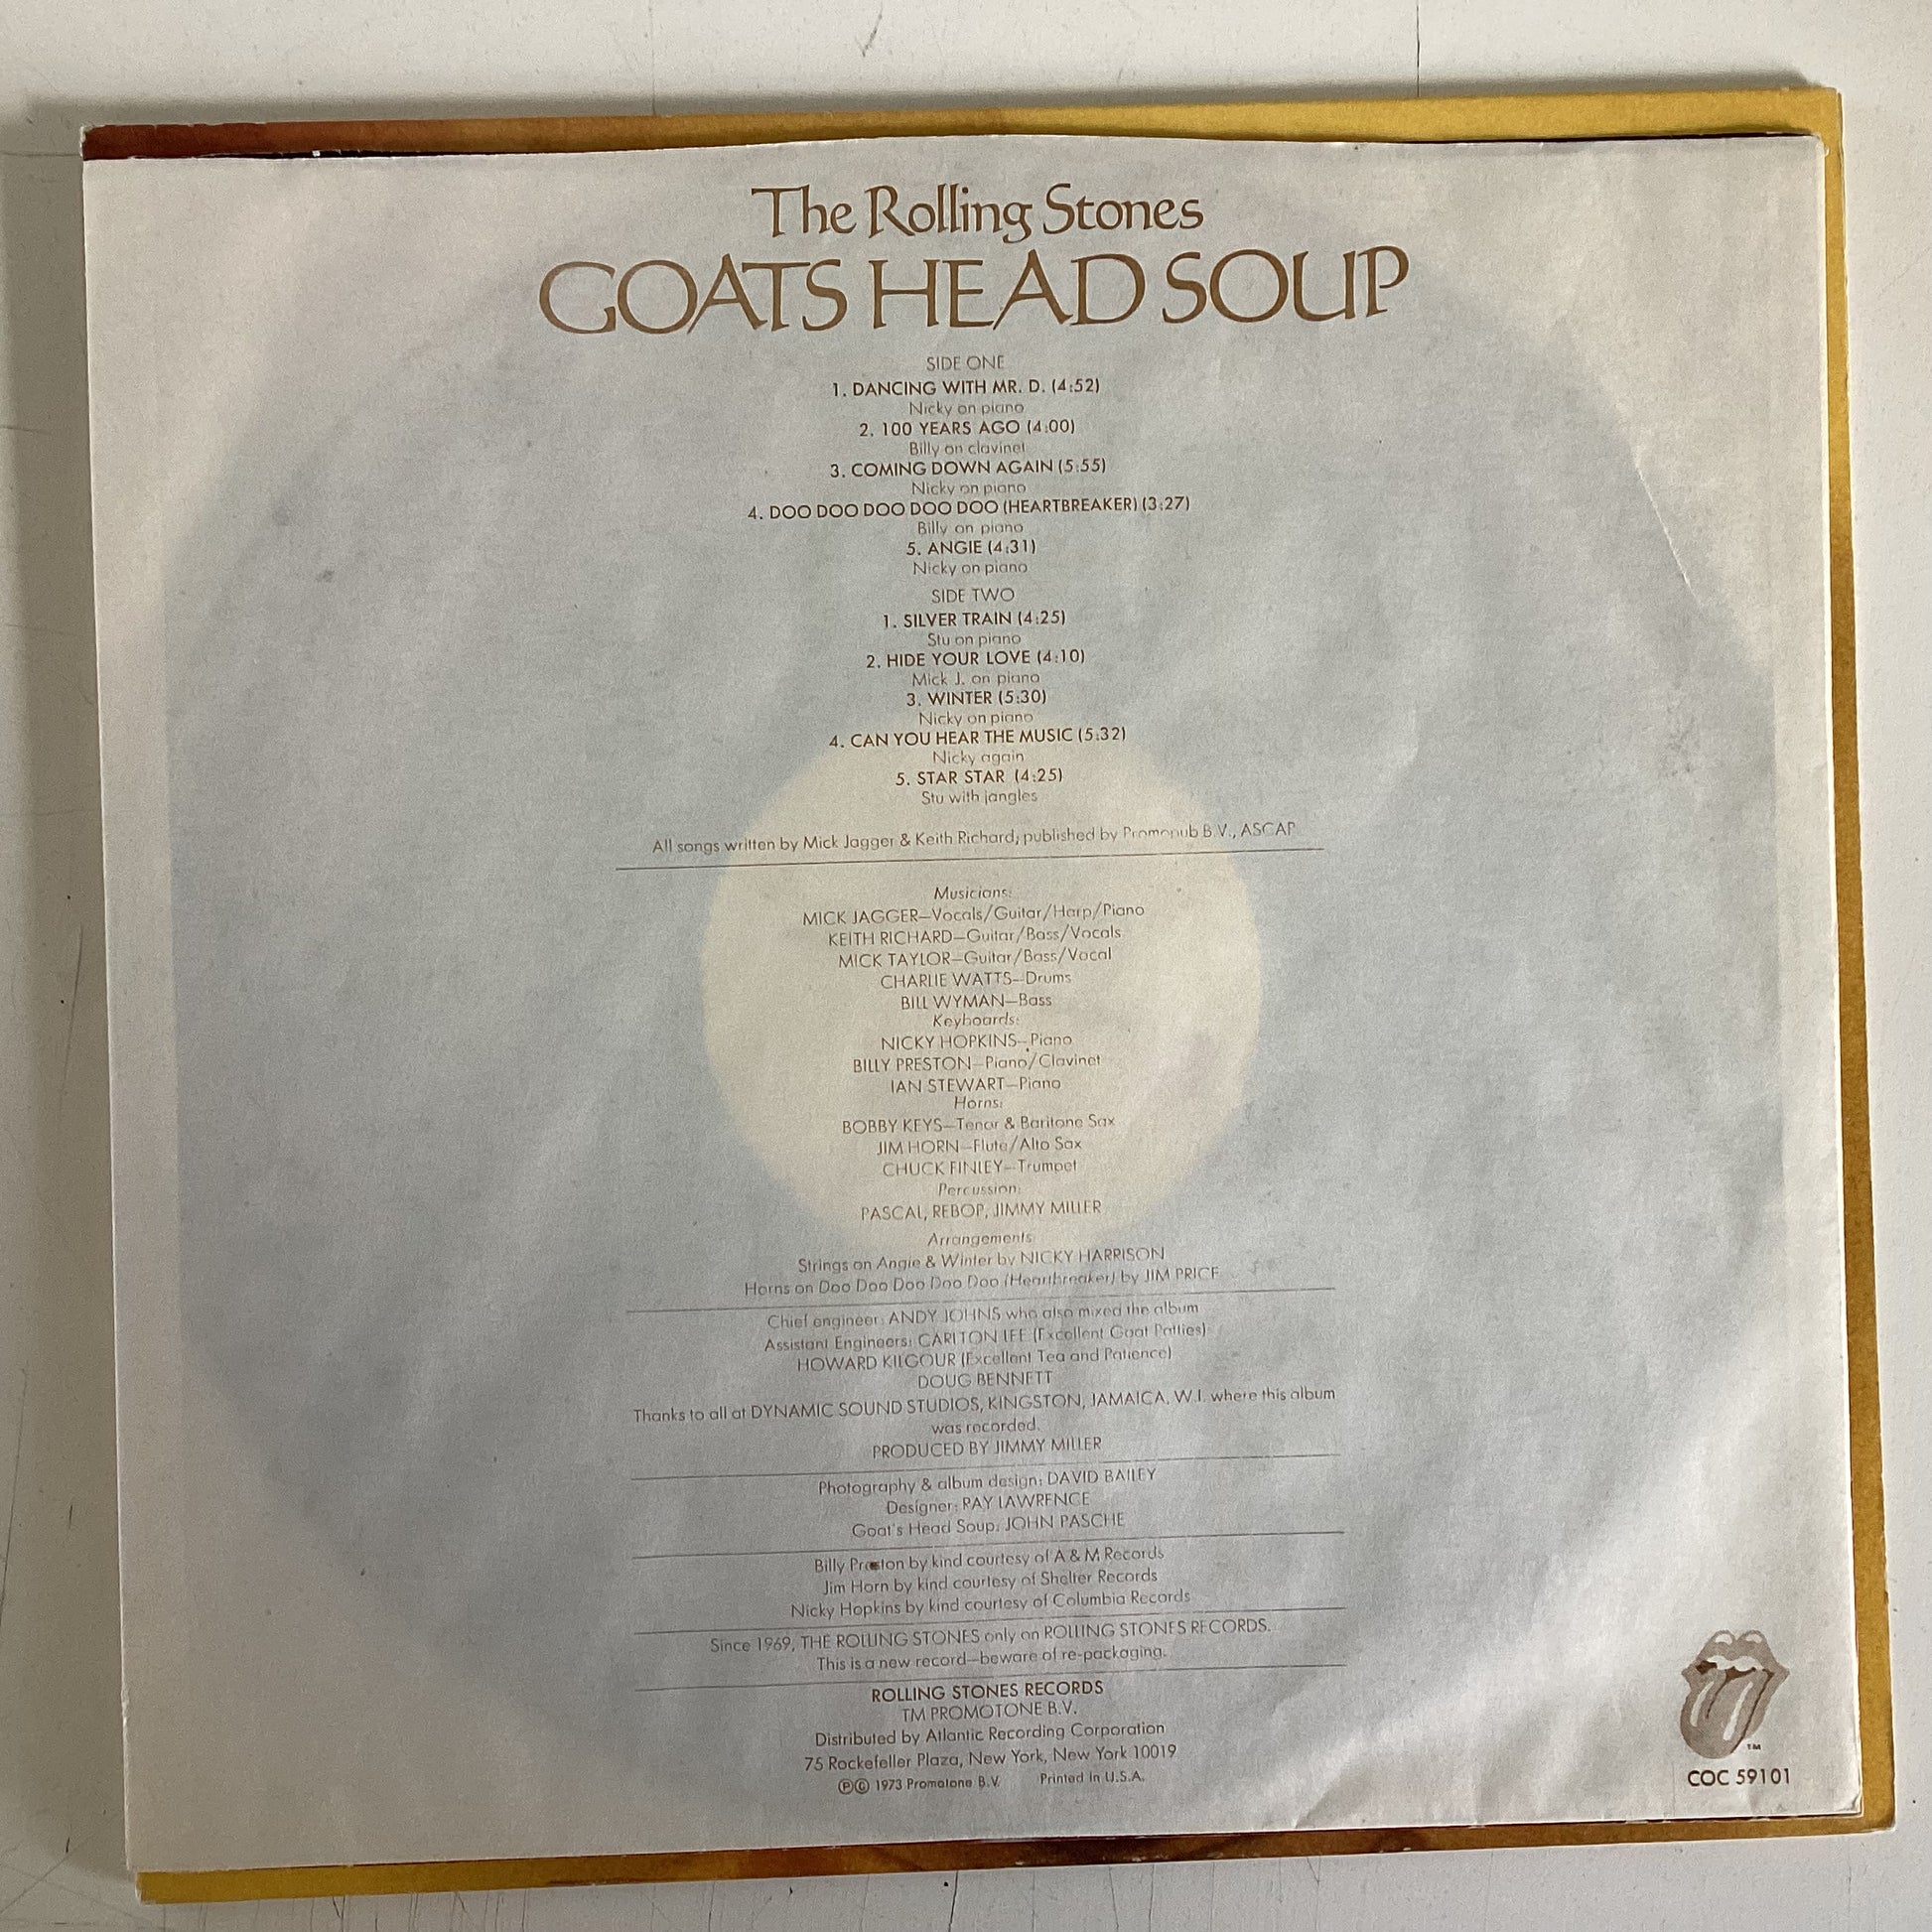 The Rolling Stones
GOATS HEAD SOUP
SIDE ONE
1. DANCING WITH MR. D. (4:52)
Nicky on piano
2. 100 YEARS AGO (4:00)
Billy on clavinet
3. COMING DOWN AGAIN (5:55)
Nicky on piano
4. DOO DOO DOO DOO DOO (HEARTBREAKER) (3:27)
Billy on piano
5. ANGIE (4:31)
Nicky on piano
SIDE TWO
1. SILVER TRAIN (4:25)
Stu on piano
2. HIDE YOUR LOVE (4:10)
Mick J. on piano
3. WINTER (5:30)
Nicky on piano
4. CAN YOU HEAR THE MUSIC (5:32)
Nicky again
5. STAR STAR (4:25)
Stu with jangles
All songs written by Mick Jagger & Keith Richard; published by Promopub B.V., ASCAP
Musicians:
MICK JAGGER—Vocals/Guitar/Harp/Piano
KEITH RICHARD—Guitar/Bass/Vocals
MICK TAYLOR—Guitar/Bass/Vocal
CHARLIE WATTS—Drums
BILL WYMAN—Bass
Keyboards:
NICKY HOPKINS—Piano
BILLY PRESTON—Piano/Clavinet
IAN STEWART—Piano
Horns:
BOBBY KEYS—Tenor & Baritone Sax
JIM HORN—Flute/Alto Sax
CHUCK FINLEY—Trumpet
Percussion:
PASCAL, REBOP, JIMMY MILLER
Arrangements:
Strings on Angie & Winter by NICKY HARRISON
Horns on Doo Doo Doo Doo Doo (Heartbreaker) by JIM PRICE
Chief engineer: ANDY JOHNS who also mixed the album
Assistant Engineers: CARLTON LEE (Excellent Goat Patties)
HOWARD KILGOUR (Excellent Tea and Patience)
DOUG BENNETT
Thanks to all at DYNAMIC SOUND STUDIOS, KINGSTON, JAMAICA, W.I. where this album
was recorded.
PRODUCED BY JIMMY MILLER
Photography & album design: DAVID BAILEY
Designer: RAY LAWRENCE
Goat's Head Soup: JOHN PASCHE
Billy Preston by kind courtesy of A & M Records
Jim Horn by kind courtesy of Shelter Records
Nicky Hopkins by kind courtesy of Columbia Records
Since 1969, THE ROLLING STONES only on ROLLING STONES RECORDS.
This is a new record—beware of re-packaging.
ROLLING STONES RECORDS
TM PROMOTONE B.V.
Distributed by Atlantic Recording Corporation
75 Rockefeller Plaza, New York, New York 10019
℗© 1973 Promotone B.V. Printed in U.S.A.
TM
COC 59101